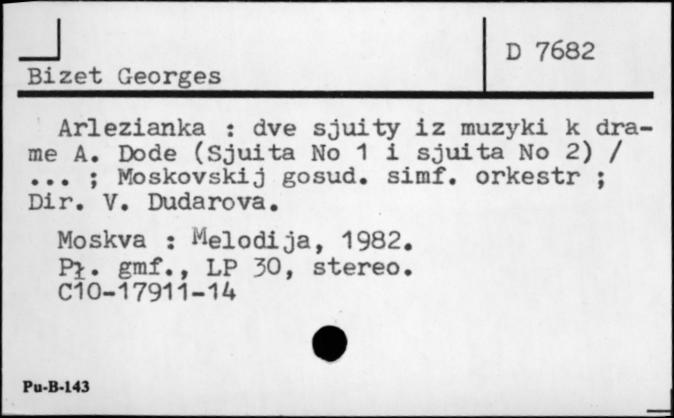 D 7682
Bizet Georges
Arlezianka : dve sjuity iz muzyki k dra-
me A. Dode (Sjuita No 1 i sjuita No 2) /
... ; Moskovskij gosud. simf. orkestr ;
Dir. V. Dudarova.
Moskva : Melodija, 1982.
Pł. gmf., LP 30, stereo.
C10-17911-14
Pu-B-143